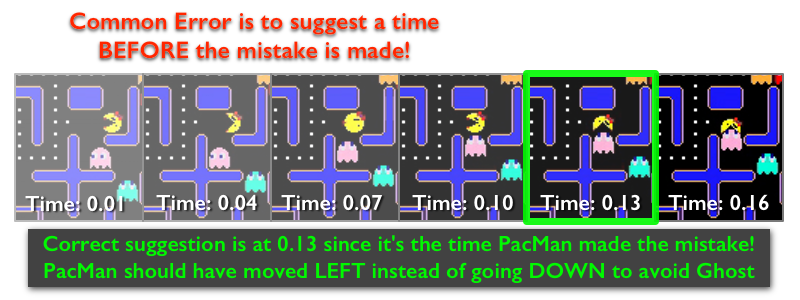 Common Error is to suggest a time
BEFORE the mistake is made!
Time: 0.01 Time: 0.04 Time: 0.07 Time: 0.10 Time: 0.13 Time: 0.16
Correct suggestion is at 0.13 since it's the time PacMan made the mistake!
PacMan should have moved LEFT instead of going DOWN to avoid Ghost